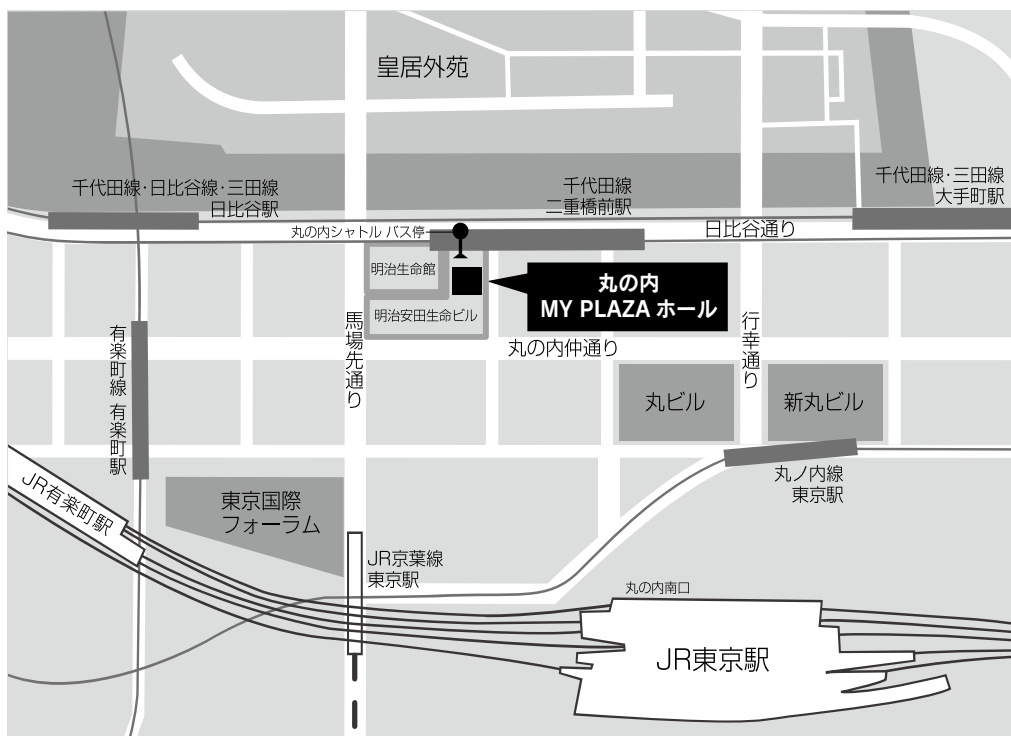 皇居外苑
千代田線・日比谷線・三田線
日比谷駅
千代田線
二重橋前駅
千代田線・三田線
大手町駅
丸の内シャトル バス停
日比谷通り
明治生命館
丸の内
MY PLAZA ホール
明治安田生命ビル
馬場先通り
行幸通り
有楽町線 有楽町駅
丸の内仲通り
丸ビル
新丸ビル
丸ノ内線
東京駅
JR有楽町駅
東京国際
フォーラム
JR京葉線
東京駅
丸の内南口
JR東京駅